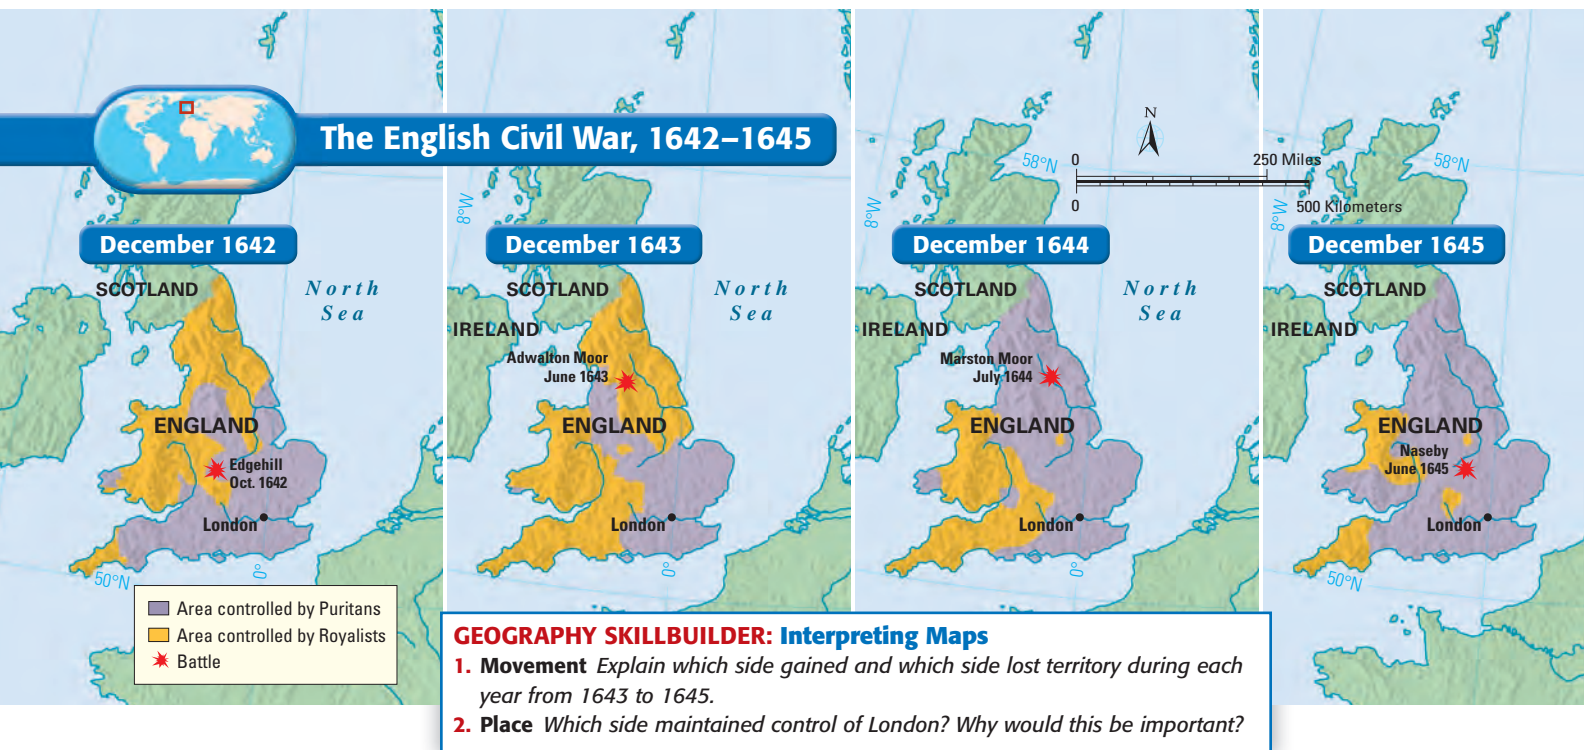 The English Civil War, 1642–1645
December 1642
SCOTLAND
North
Sea
ENGLAND
Edgehill
Oct. 1642
London
50°N
0°
Area controlled by Puritans
Area controlled by Royalists
Battle
8°W
December 1643
SCOTLAND
IRELAND
North
Sea
Adwalton Moor
June 1643
ENGLAND
London
0°
N
0
250 Miles
0
500 Kilometers
58°N
8°W
December 1644
SCOTLAND
IRELAND
North
Sea
Marston Moor
July 1644
ENGLAND
London
0°
58°N
8°W
December 1645
SCOTLAND
IRELAND
ENGLAND
Naseby
June 1645
London
50°N
GEOGRAPHY SKILLBUILDER: Interpreting Maps
1. Movement Explain which side gained and which side lost territory during each
year from 1643 to 1645.
2. Place Which side maintained control of London? Why would this be important?